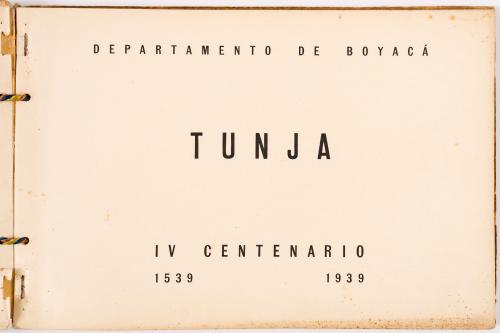 DEPARTAMENTO DE BOYACÁ
TUNJA
IV CENTENARIO
1539 1939